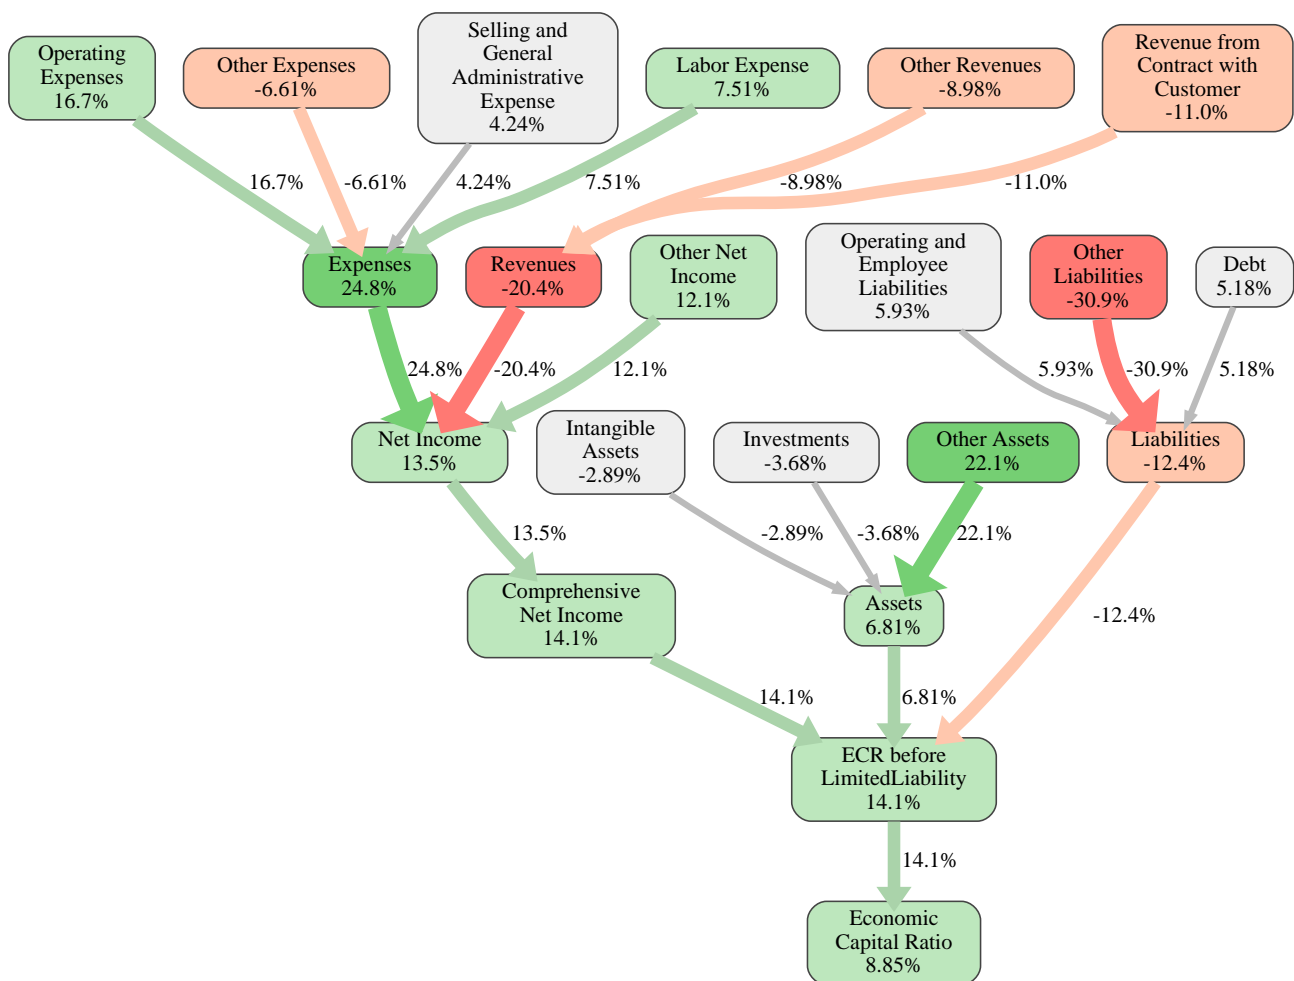 Operating
Expenses
16.7%
Other Expenses
-6.61%
Selling and
General
Administrative
Expense
4.24%
Labor Expense
7.51%
Other Revenues
-8.98%
Revenue from
Contract with
Customer
-11.0%
16.7%
-6.61%
4.24%
7.51%
-8.98%
-11.0%
Expenses
24.8%
Revenues
-20.4%
Other Net
Income
12.1%
Operating and
Employee
Liabilities
5.93%
Other
Liabilities
-30.9%
Debt
5.18%
24.8%
-20.4%
12.1%
5.93%
-30.9%
5.18%
Net Income
13.5%
Intangible
Assets
-2.89%
Investments
-3.68%
Other Assets
22.1%
Liabilities
-12.4%
13.5%
-2.89%
-3.68%
22.1%
Comprehensive
Net Income
14.1%
Assets
6.81%
-12.4%
14.1%
6.81%
ECR before
LimitedLiability
14.1%
14.1%
Economic
Capital Ratio
8.85%